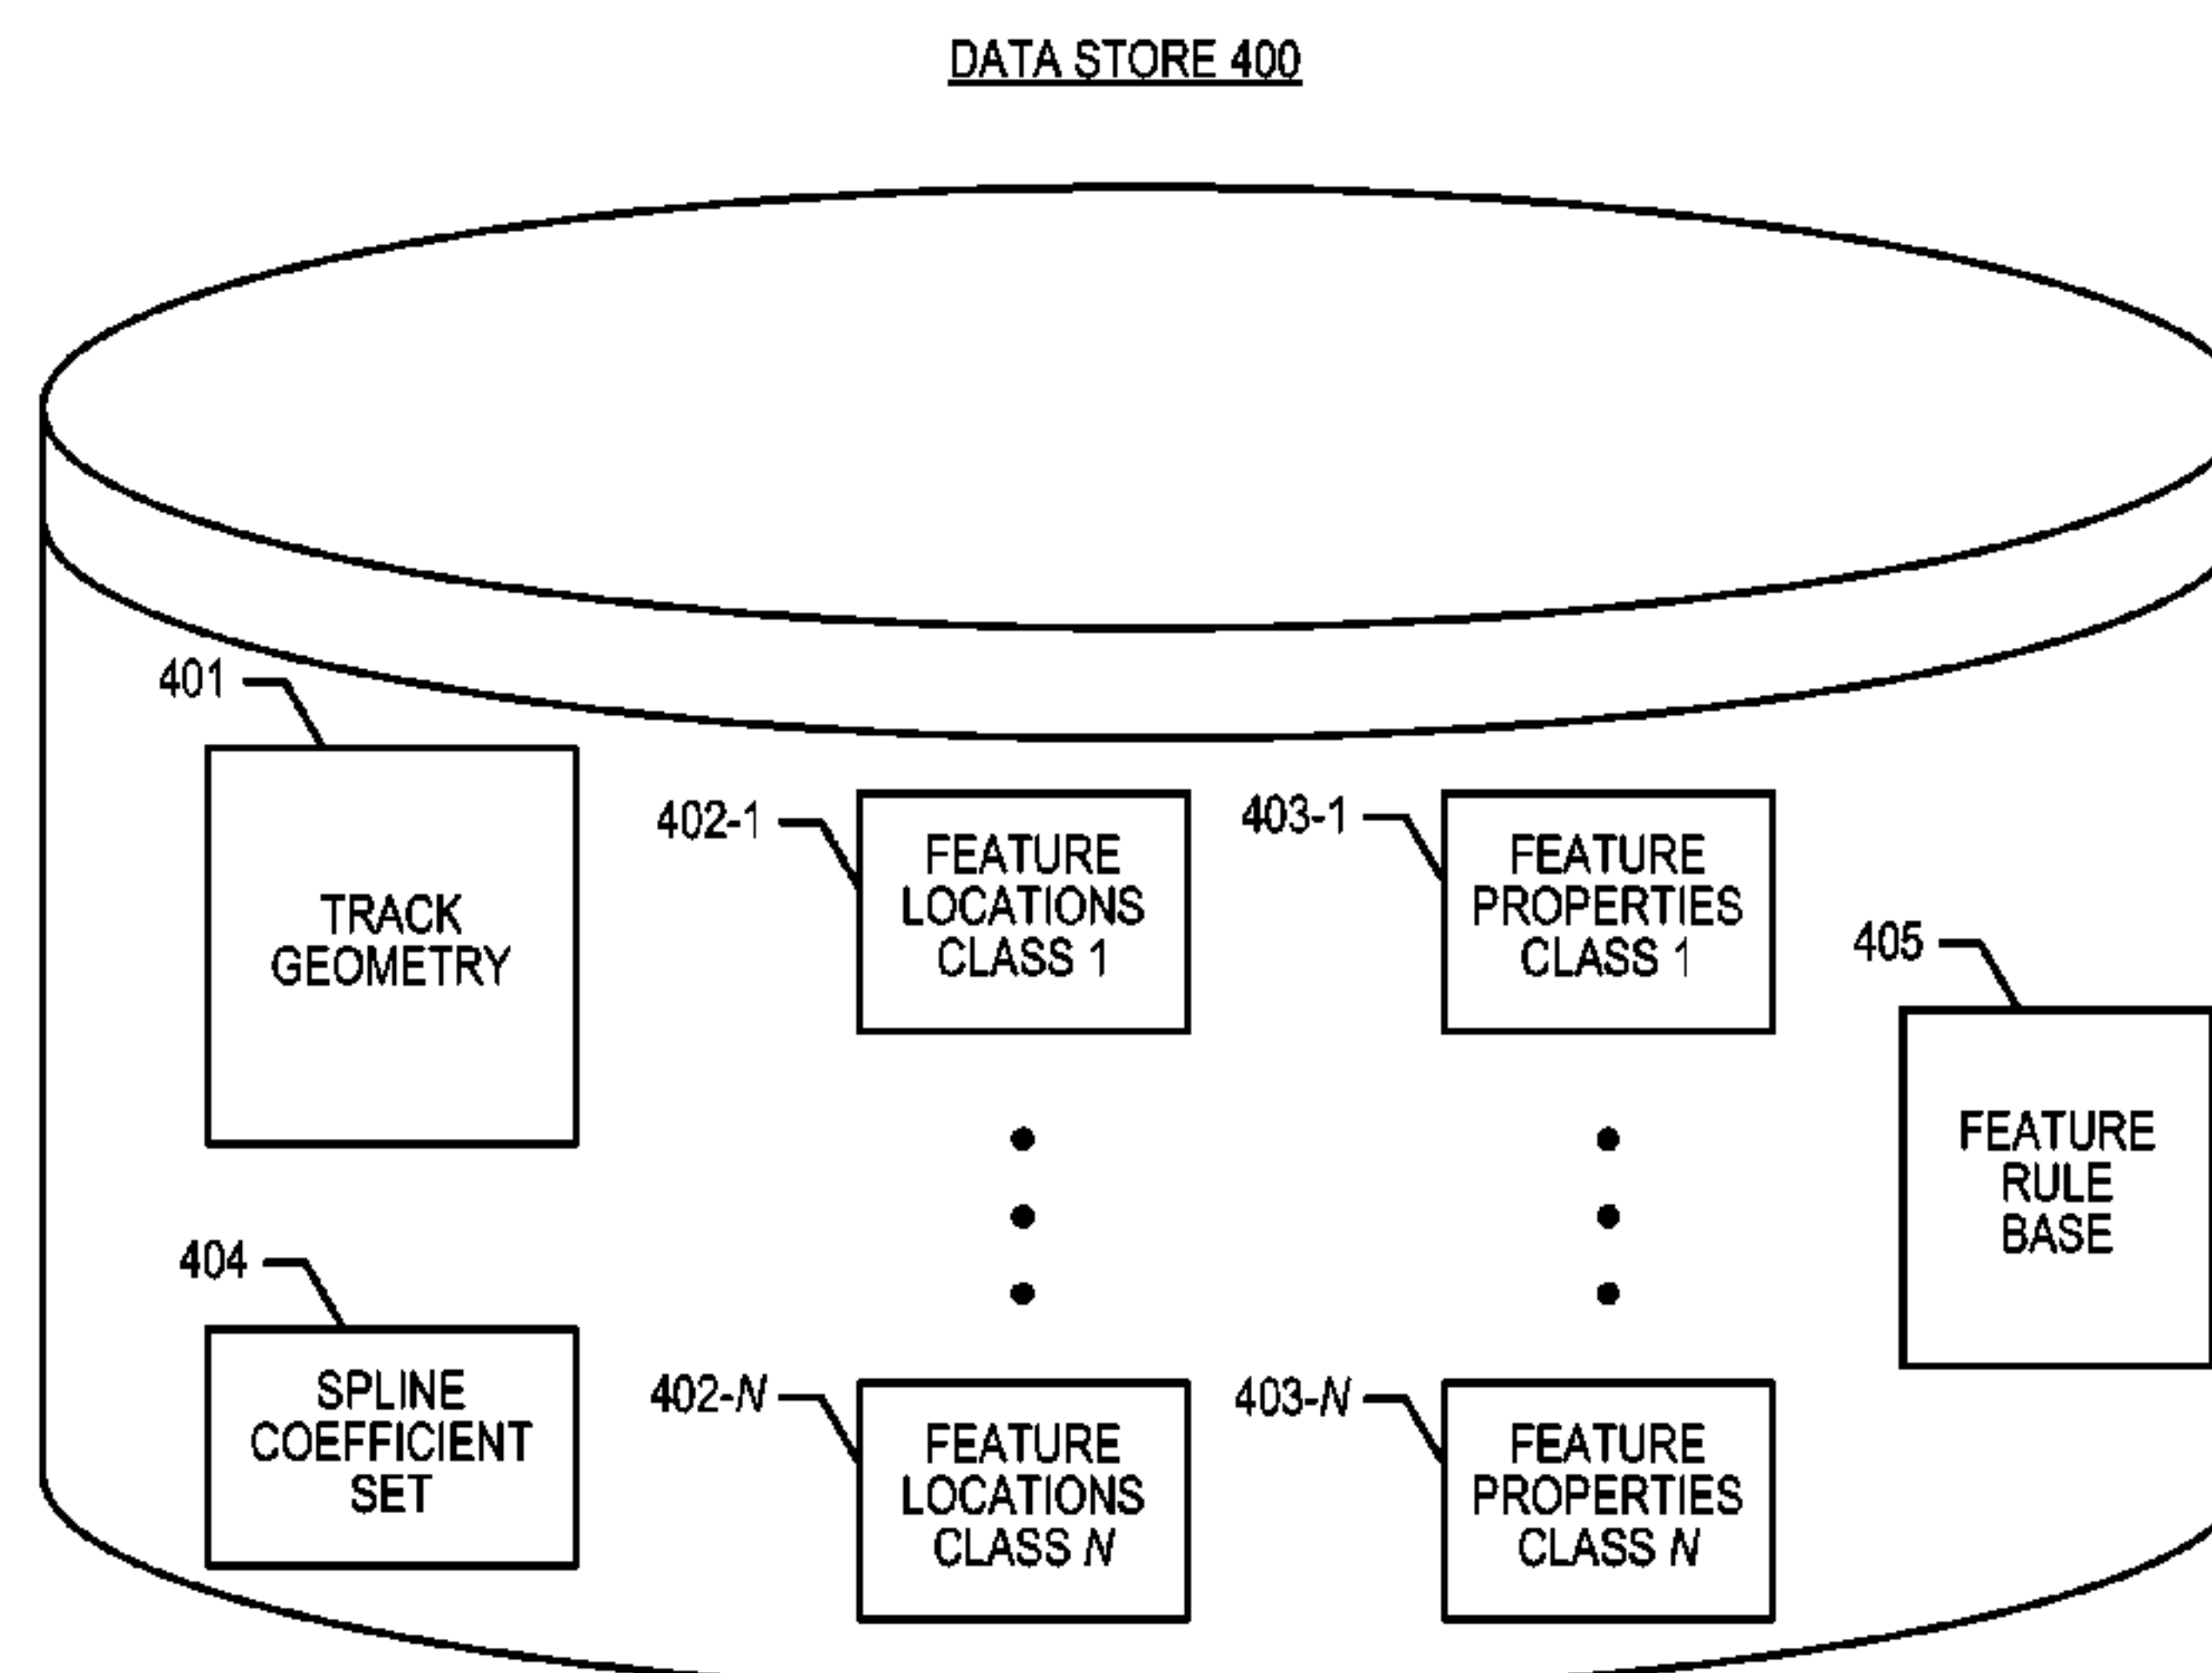 DATA STORE 400
401
TRACK
GEOMETRY
402-1
FEATURE
LOCATIONS
CLASS 1
403-1
FEATURE
PROPERTIES
CLASS 1
405
FEATURE
RULE
BASE
404
SPLINE
COEFFICIENT
SET
402-N
FEATURE
LOCATIONS
CLASS N
403-N
FEATURE
PROPERTIES
CLASS N